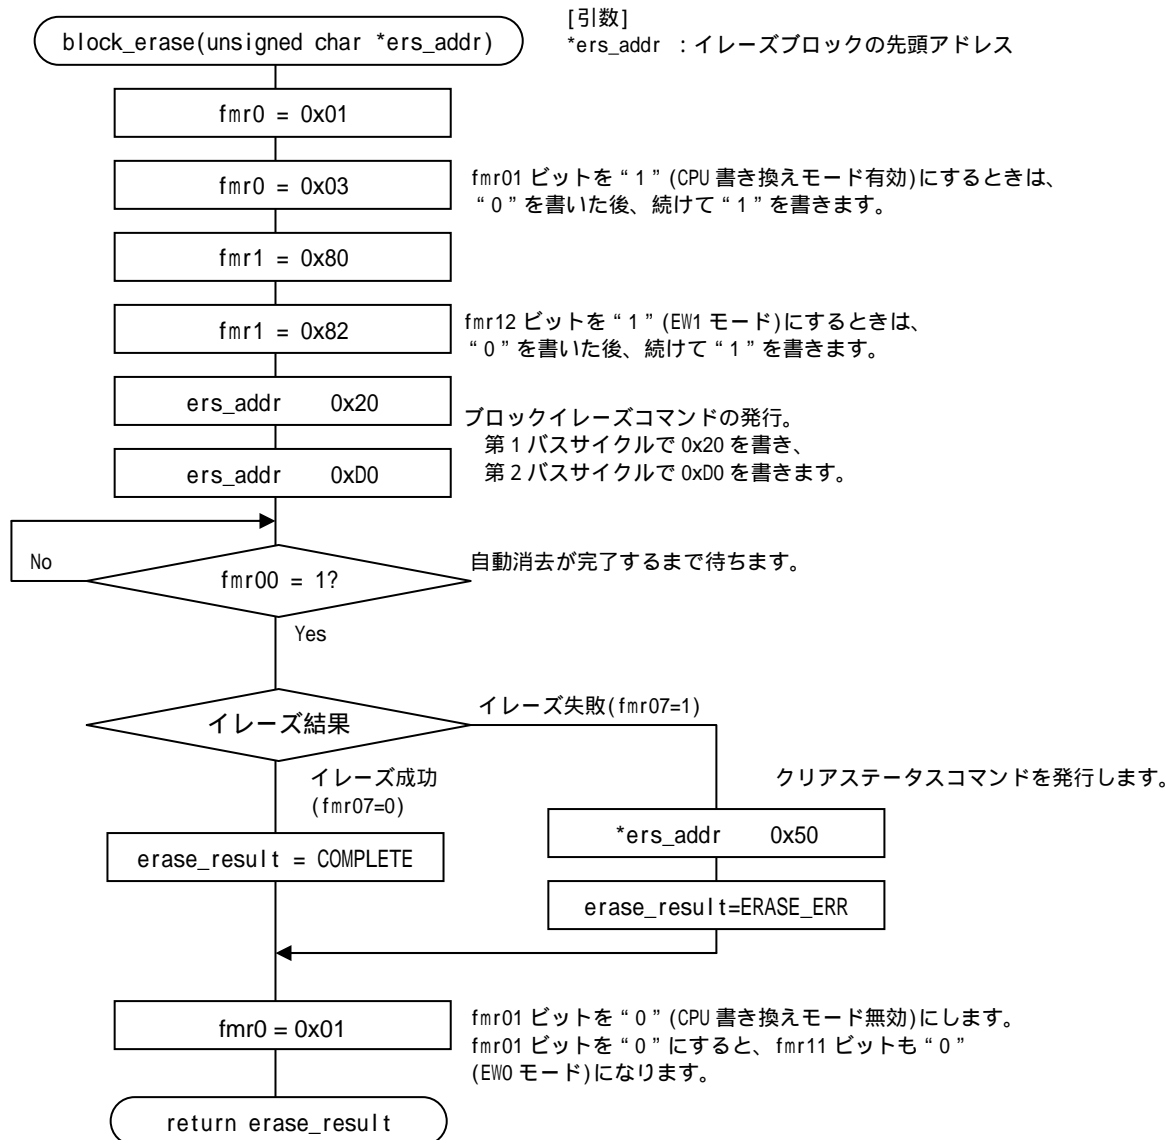 [引数]
block_erase(unsigned char *ers_addr)
*ers_addr ：イレーズブロックの先頭アドレス
fmr0 = 0x01
fmr0 = 0x03
fmr01 ビットを“1”(CPU 書き換えモード有効)にするときは、
“0”を書いた後、続けて“1”を書きます。
fmr1 = 0x80
fmr1 = 0x82
fmr12 ビットを“1”(EW1 モード)にするときは、
“0”を書いた後、続けて“1”を書きます。
ers_addr 0x20
ブロックイレーズコマンドの発行。
第 1 バスサイクルで 0x20 を書き、
第 2 バスサイクルで 0xD0 を書きます。
ers_addr 0xD0
No
fmr00 = 1?
自動消去が完了するまで待ちます。
Yes
イレーズ結果
イレーズ失敗(fmr07=1)
イレーズ成功
(fmr07=0)
クリアステータスコマンドを発行します。
*ers_addr 0x50
erase_result = COMPLETE
erase_result=ERASE_ERR
fmr0 = 0x01
fmr01 ビットを“0”(CPU 書き換えモード無効)にします。
fmr01 ビットを“0”にすると、fmr11 ビットも“0”
(EW0 モード)になります。
return erase_result